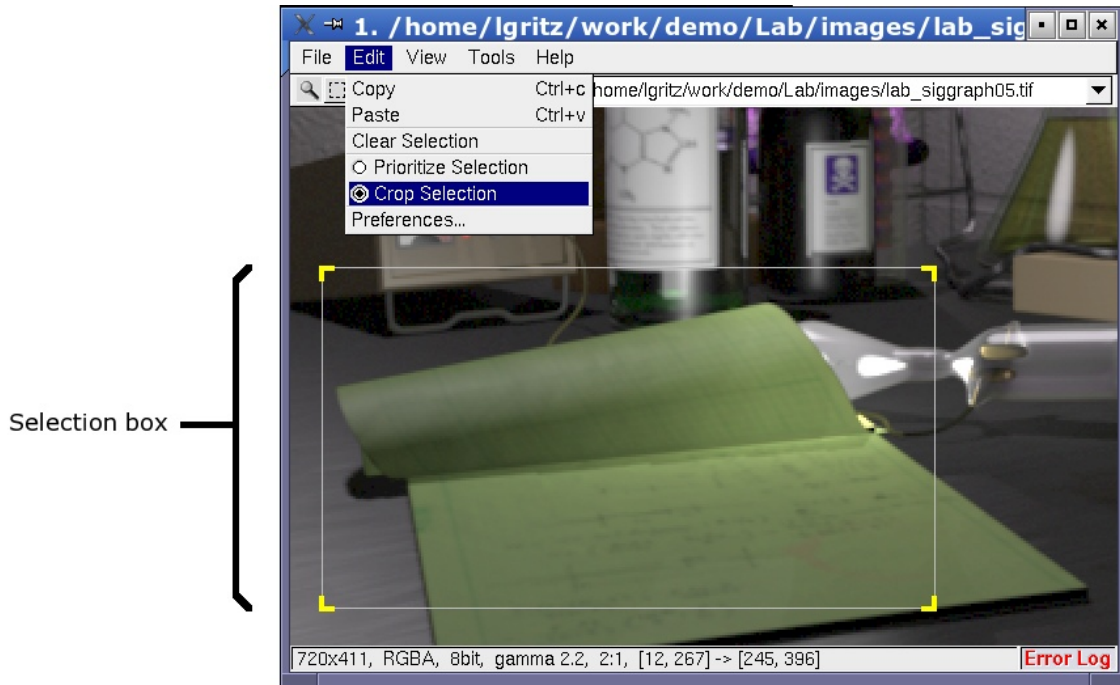 1. /home/lgritz/work/demo/Lab/images/lab_sig
File Edit View Tools Help
home/lgritz/work/demo/Lab/images/lab_siggraph05.tif
Copy Ctrl+c
Paste Ctrl+v
Clear Selection
Prioritize Selection
Crop Selection
Preferences...
Selection box
720x411, RGBA, 8bit, gamma 2.2, 2:1, [12, 267] -> [245, 396] Error Log